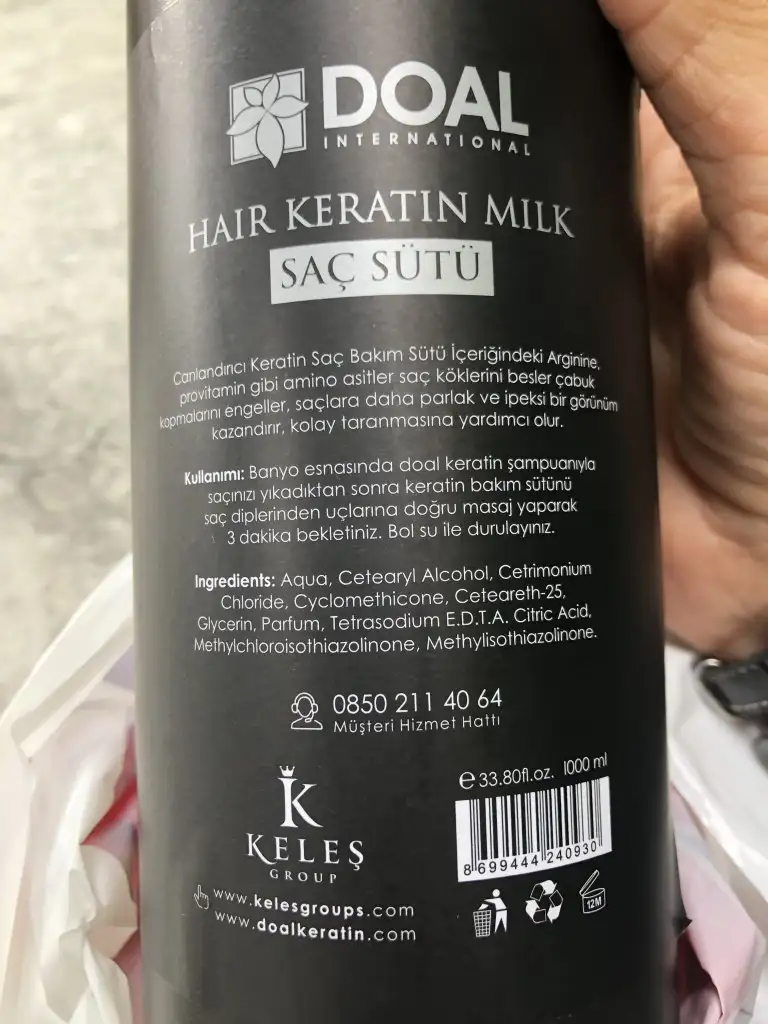 DOAL
INTERNATIONAL
HAIR KERATIN MILK
SAÇ SÜTÜ
Canlandırıcı Keratin Saç Bakım Sütü İçeriğindeki Arginine,
provitamin gibi amino asitler saç köklerini besler çabuk
kopmalarını engeller, saçlara daha parlak ve ipeksi bir görünüm
kazandırır, kolay taranmasına yardımcı olur.
Kullanımı: Banyo esnasında doal keratin şampuanıyla
saçınızı yıkadıktan sonra keratin bakım sütünü
saç diplerinden uçlarına doğru masaj yaparak
3 dakika bekletiniz. Bol su ile durulayınız.
Ingredients: Aqua, Cetearyl Alcohol, Cetrimonium
Chloride, Cyclomethicone, Ceteareth-25,
Glycerin, Parfum, Tetrasodium E.D.T.A. Citric Acid,
Methylchloroisothiazolinone, Methylisothiazolinone.
0850 211 40 64
Müşteri Hizmet Hattı
K
KELEŞ
GROUP
www.kelesgroups.com
www.doalkeratin.com
e 33.80fl.oz. 1000 ml
8 699444 240930
12M